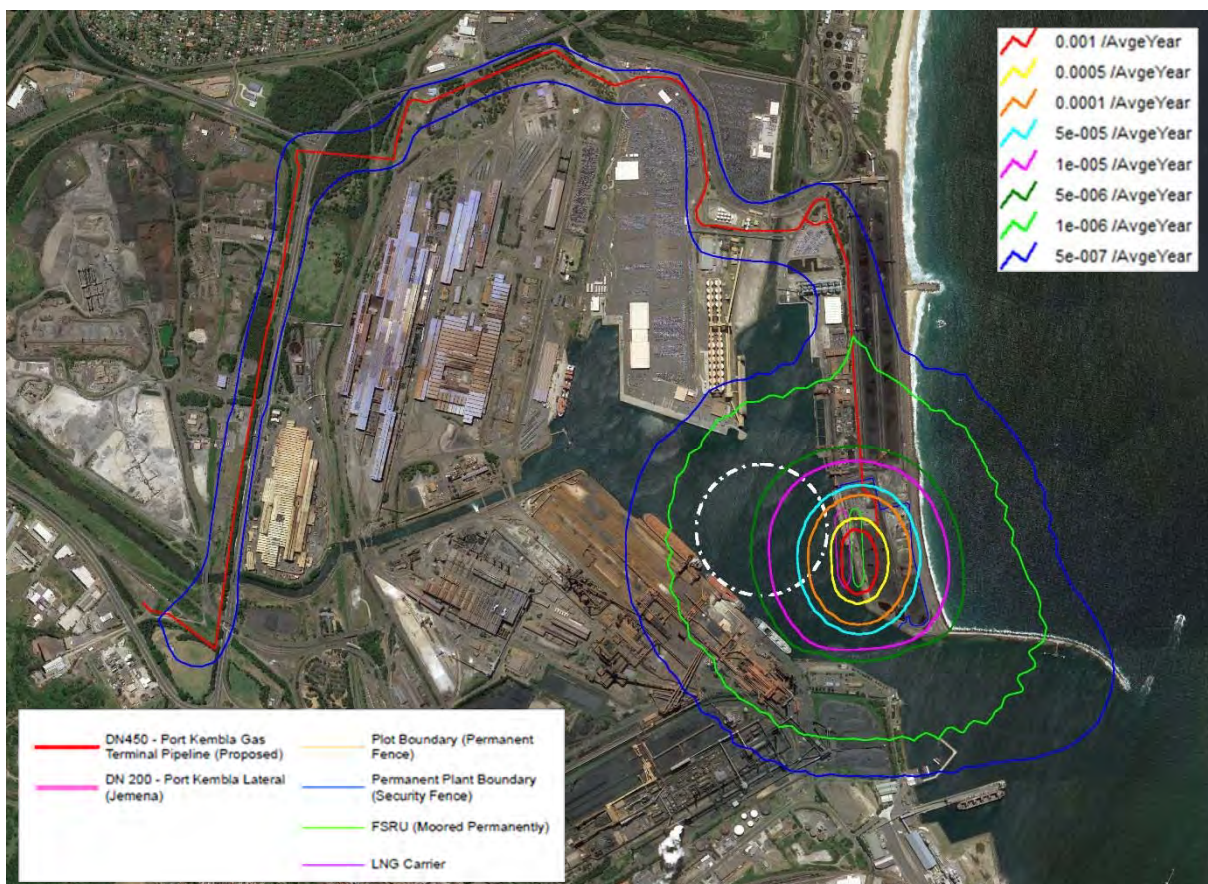 0.001 /AvgeYear
0.0005 /AvgeYear
0.0001 /AvgeYear
5e-005 /AvgeYear
1e-005 /AvgeYear
5e-006 /AvgeYear
1e-006 /AvgeYear
5e-007 /AvgeYear
DN450 - Port Kembla Gas
Terminal Pipeline (Proposed)
DN 200 - Port Kembla Lateral
(Jemena)
Plot Boundary (Permanent
Fence)
Permanent Plant Boundary
(Security Fence)
FSRU (Moored Permanently)
LNG Carrier